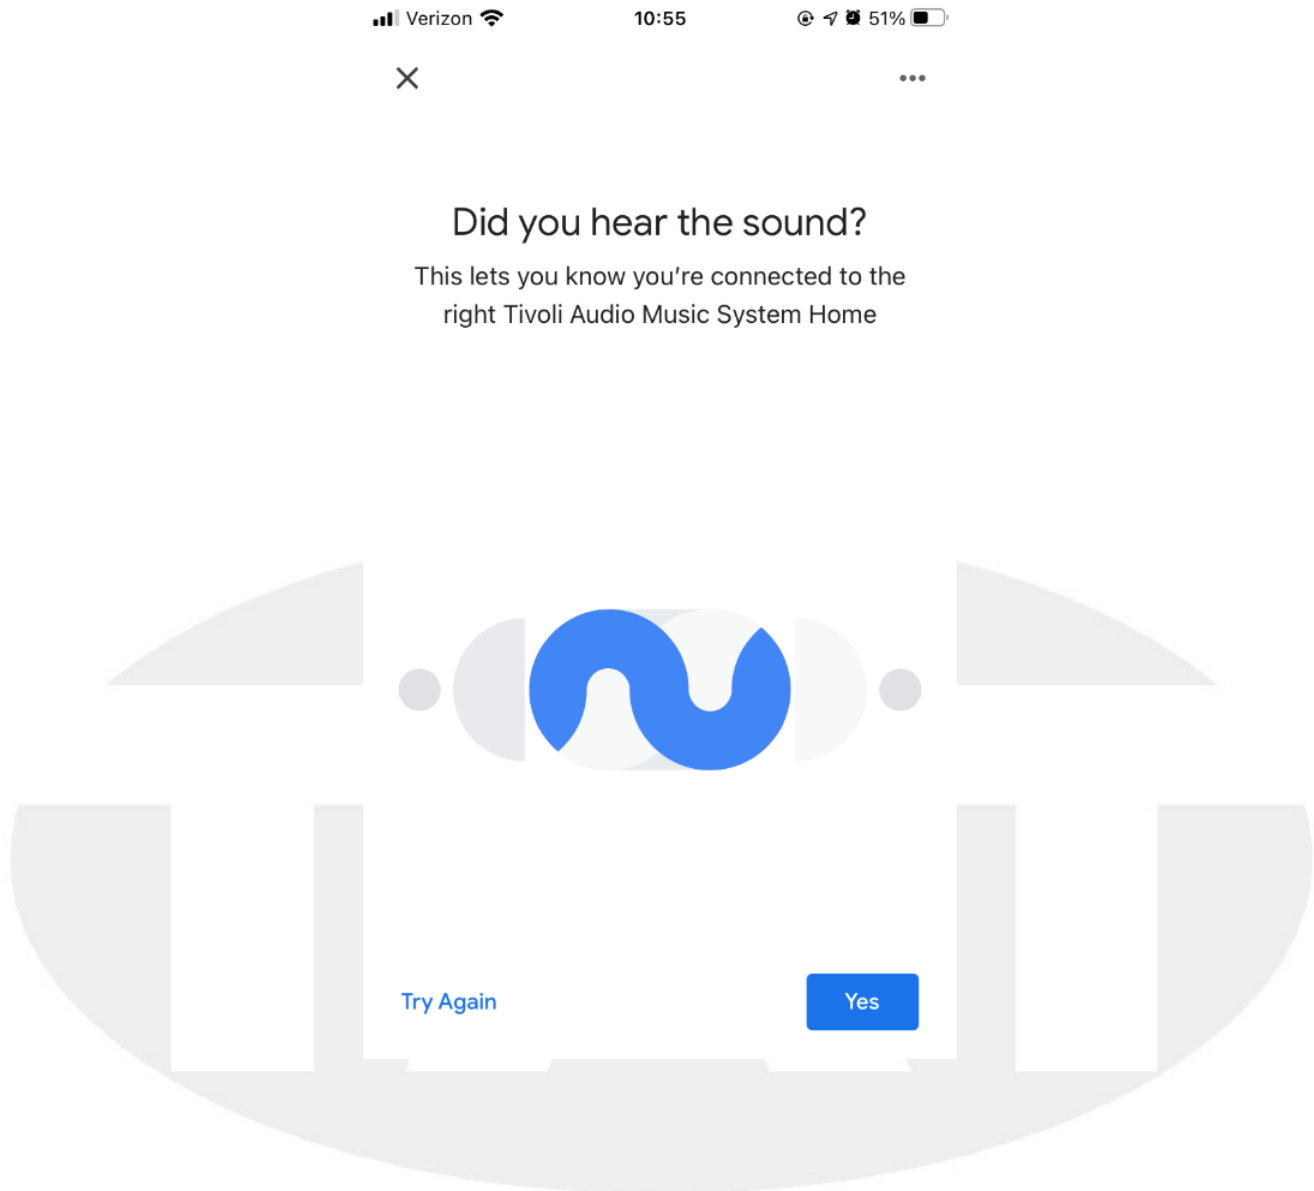 Verizon 10:55 51%
Did you hear the sound?
This lets you know you're connected to the
right Tivoli Audio Music System Home
Try Again Yes